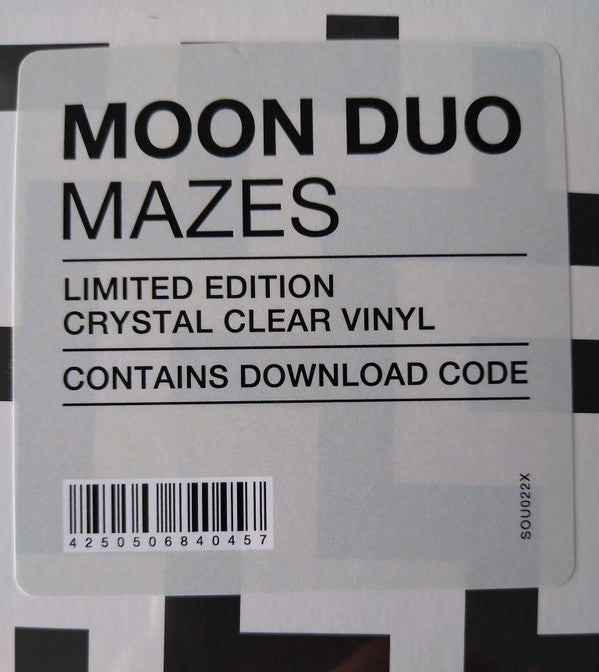 MOON DUO
MAZES
LIMITED EDITION
CRYSTAL CLEAR VINYL
CONTAINS DOWNLOAD CODE
4250506840457
SOU022X